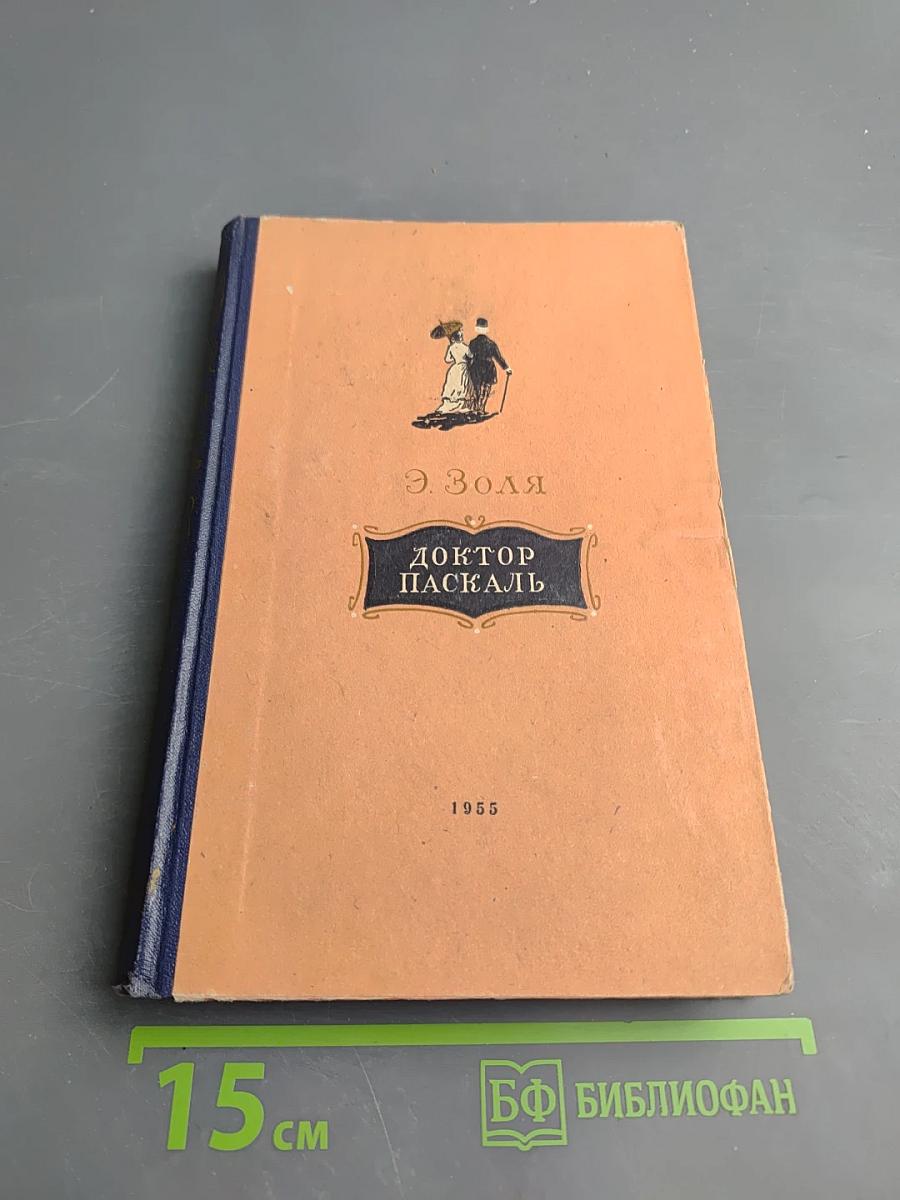 Э. Золя
ДОКТОР
ПАСКАЛЬ
1955
15 см
БФ БИБЛИОФАН